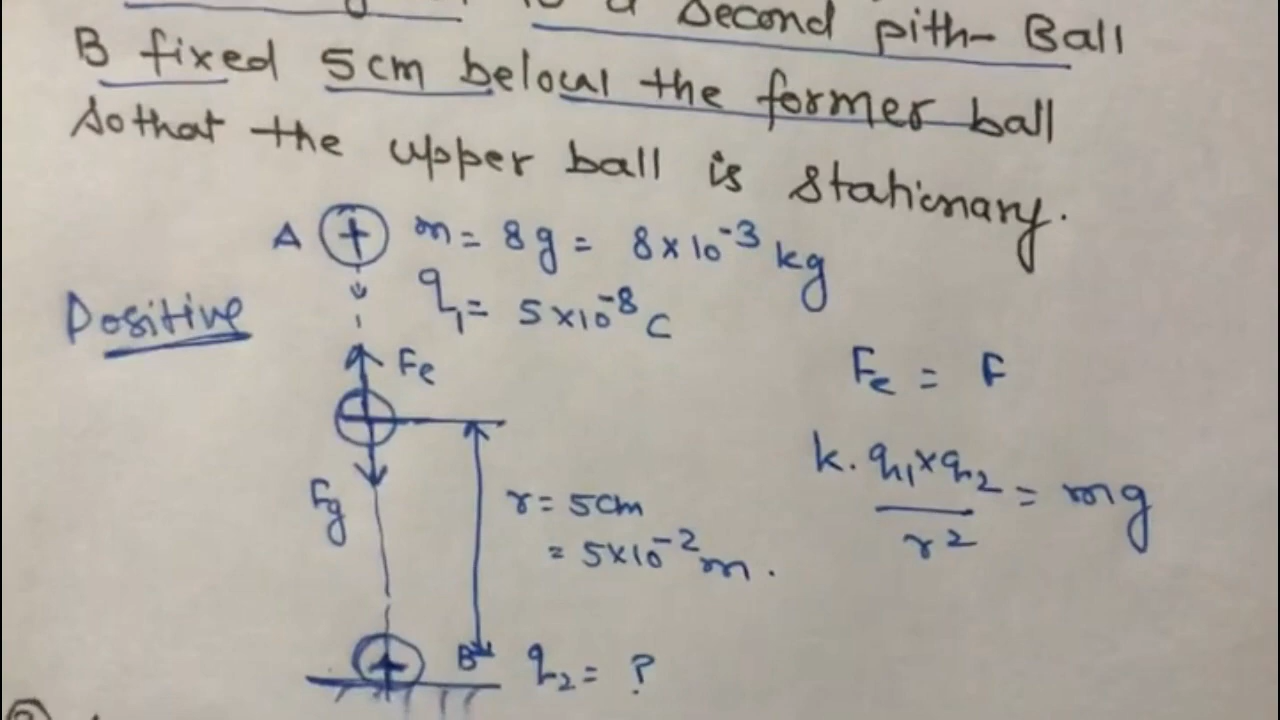 a second pith- Ball
B fixed 5cm belocal the former ball
So that the upper ball is stationary.
A + m = 8g = 8×10⁻³ kg
q₁ = 5×10⁻⁸ C
Positive
Fe
Fe = F
k. q₁×q₂ / r² = mg
Fg
r = 5cm
= 5×10⁻² m.
+ B q₂ = ?